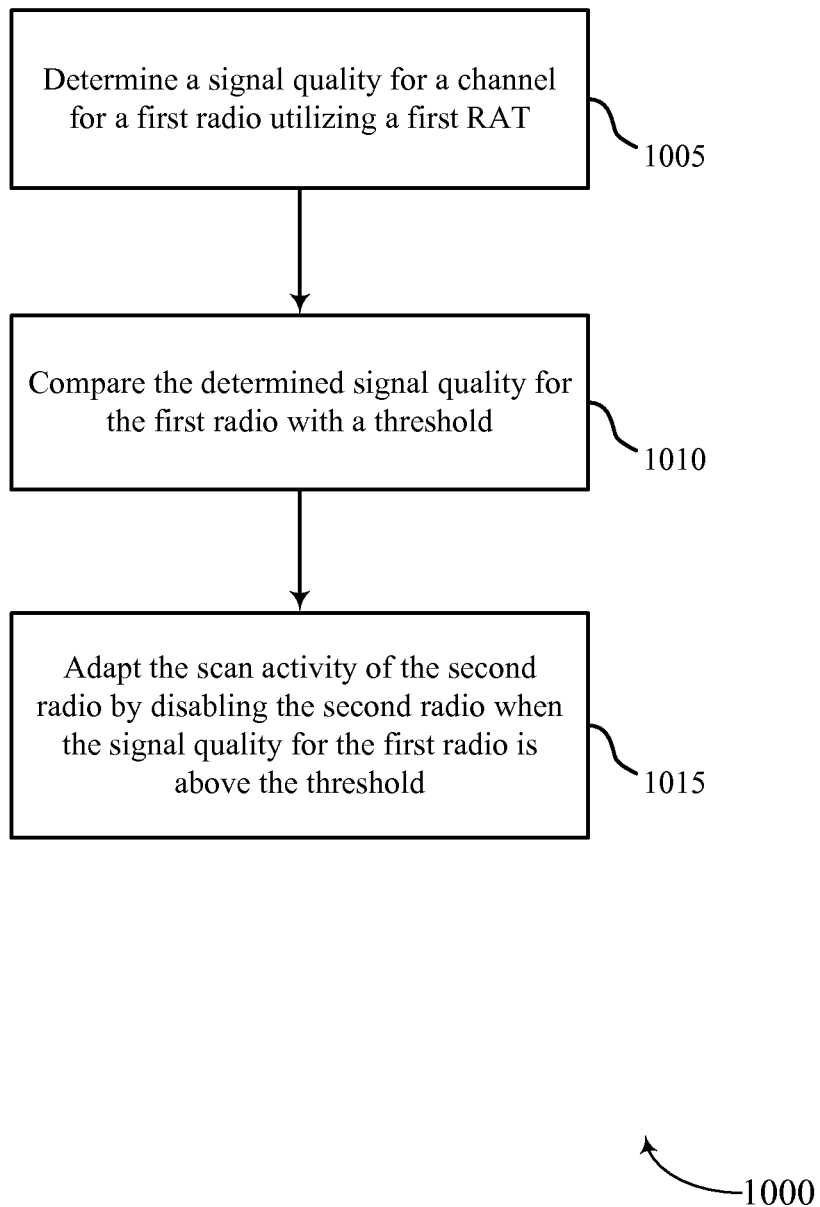 Determine a signal quality for a channel
for a first radio utilizing a first RAT
1005
Compare the determined signal quality for
the first radio with a threshold
1010
Adapt the scan activity of the second
radio by disabling the second radio when
the signal quality for the first radio is
above the threshold
1015
1000